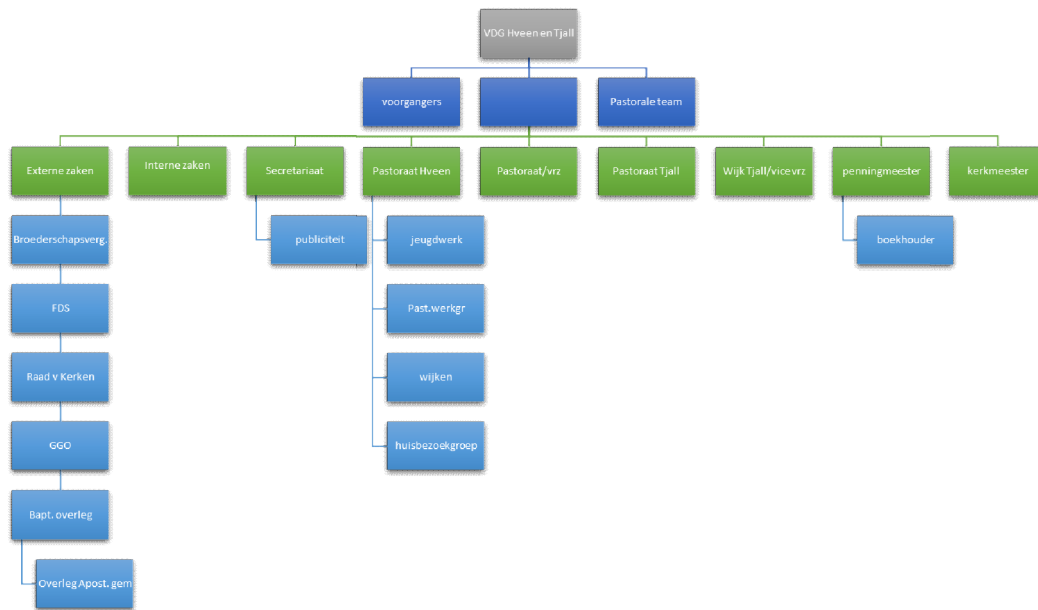 VDG Hveen en Tjall
voorgangers
Pastorale team
Externe zaken
Interne zaken
Secretariaat
Pastoraat Hveen
Pastoraat/vrz
Pastoraat Tjall
Wijk Tjall/vice vrz
penningmeester
kerkmeester
Broederschapsverg.
publiciteit
jeugdwerk
boekhouder
FDS
Past.werkgr
Raad v Kerken
wijken
GGO
huisbezoekgroep
Bapt. overleg
Overleg Apost. gem